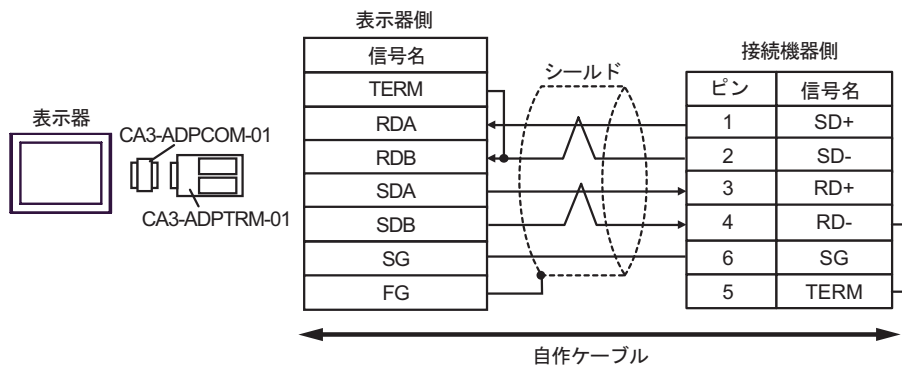 表示器側
信号名
TERM
RDA
RDB
SDA
SDB
SG
FG
シールド
接続機器側
ピン 信号名
1 SD+
2 SD-
3 RD+
4 RD-
6 SG
5 TERM
表示器
CA3-ADPCOM-01
CA3-ADPTRM-01
自作ケーブル